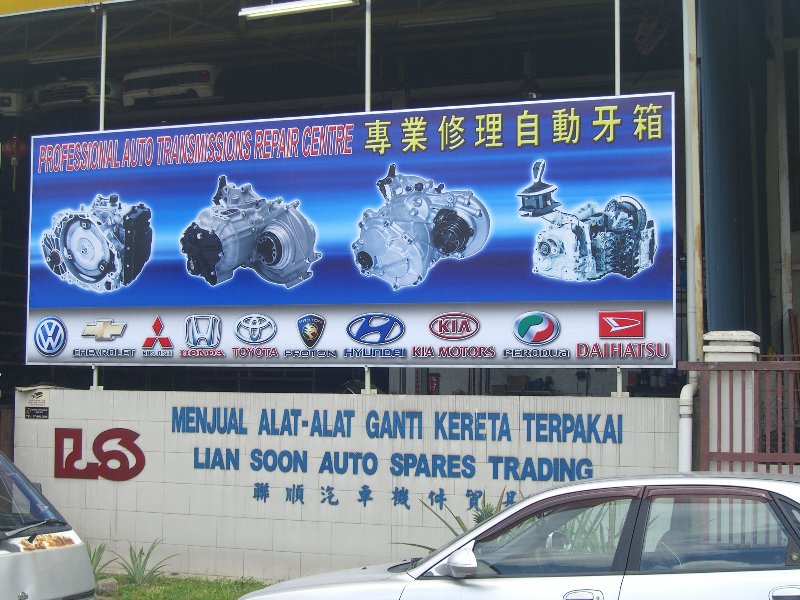 PROFESSIONAL AUTO TRANSIMSSIONS REPAIR CENTRE 專業修理自動牙箱
CHEVROLET MITSUBISHI HONDA TOYOTA PROTON HYUNDAI KIA KIA MOTORS PERODUA DAIHATSU
LS
MENJUAL ALAT-ALAT GANTI KERETA TERPAKAI
LIAN SOON AUTO SPARES TRADING
聯順汽車機件貿易